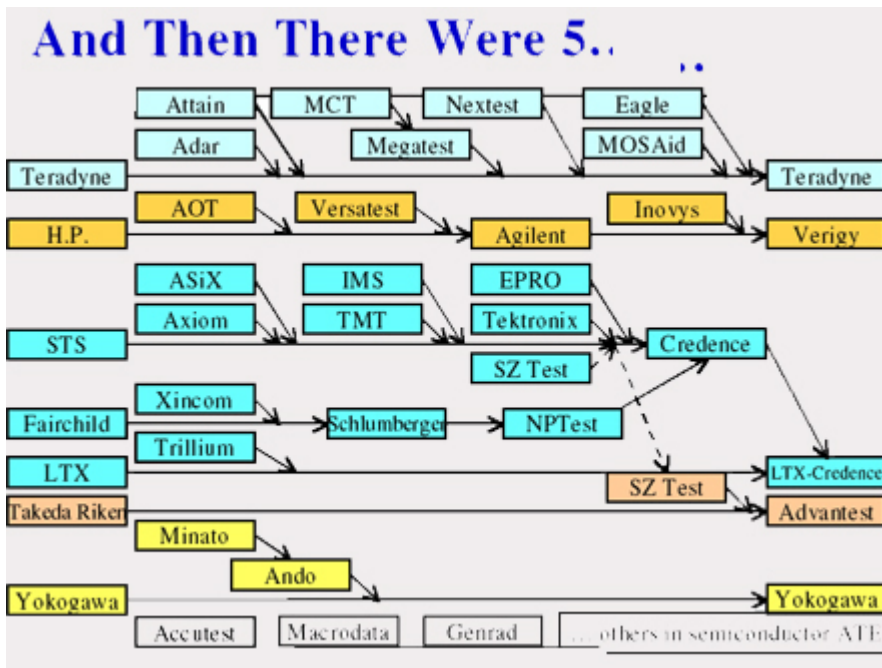 And Then There Were 5..
..
Attain MCT Nextest Eagle
Adar Megatest MOSAid
Teradyne Teradyne
AOT Versatest Inovys
H.P. Agilent Verigy
ASiX IMS EPRO
Axiom TMT Tektronix
STS Credence
SZ Test
Xincom
Fairchild Schlumberger NPTest
Trillium
LTX LTX-Credence
SZ Test
Takeda Riken Advantest
Minato
Ando
Yokogawa Yokogawa
Accutest Macrodata Genrad ... others in semiconductor ATE